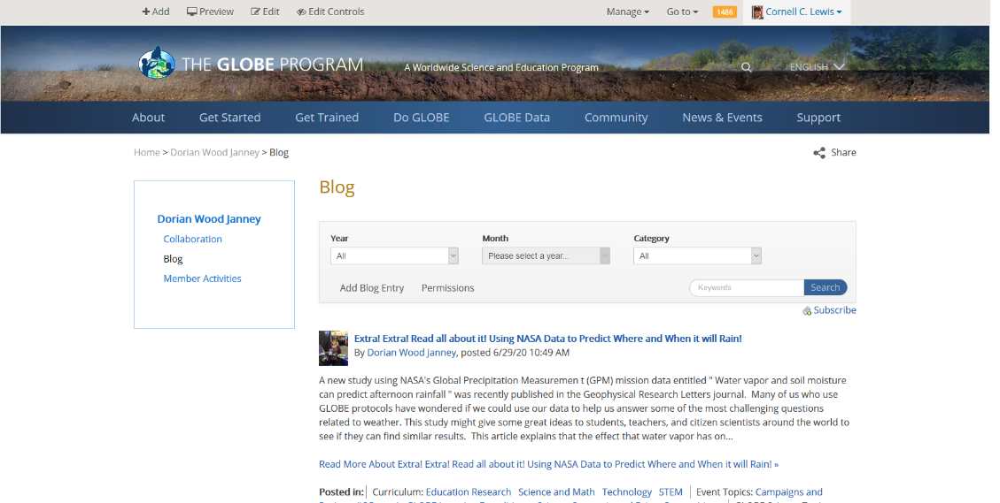 Add Preview Edit Edit Controls Manage Go to 1486 Cornell C. Lewis
THE GLOBE PROGRAM A Worldwide Science and Education Program ENGLISH
About Get Started Get Trained Do GLOBE GLOBE Data Community News & Events Support
Home > Dorian Wood Janney > Blog Share
Blog
Dorian Wood Janney
Collaboration
Blog
Member Activities
Year Month Category
All Please select a year... All
Add Blog Entry Permissions Keywords Search
Subscribe
Extra! Extra! Read all about it! Using NASA Data to Predict Where and When it will Rain!
By Dorian Wood Janney, posted 6/29/20 10:49 AM
A new study using NASA's Global Precipitation Measuremen t (GPM) mission data entitled " Water vapor and soil moisture
can predict afternoon rainfall " was recently published in the Geophysical Research Letters journal.  Many of us who use
GLOBE protocols have wondered if we could use our data to help us answer some of the most challenging questions
related to weather. This study might give some great ideas to students, teachers, and citizen scientists around the world to
see if they can find similar results.  This article explains that the effect that water vapor has on...
Read More About Extra! Extra! Read all about it! Using NASA Data to Predict Where and When it will Rain! »
Posted in: Curriculum: Education Research Science and Math Technology STEM Event Topics: Campaigns and